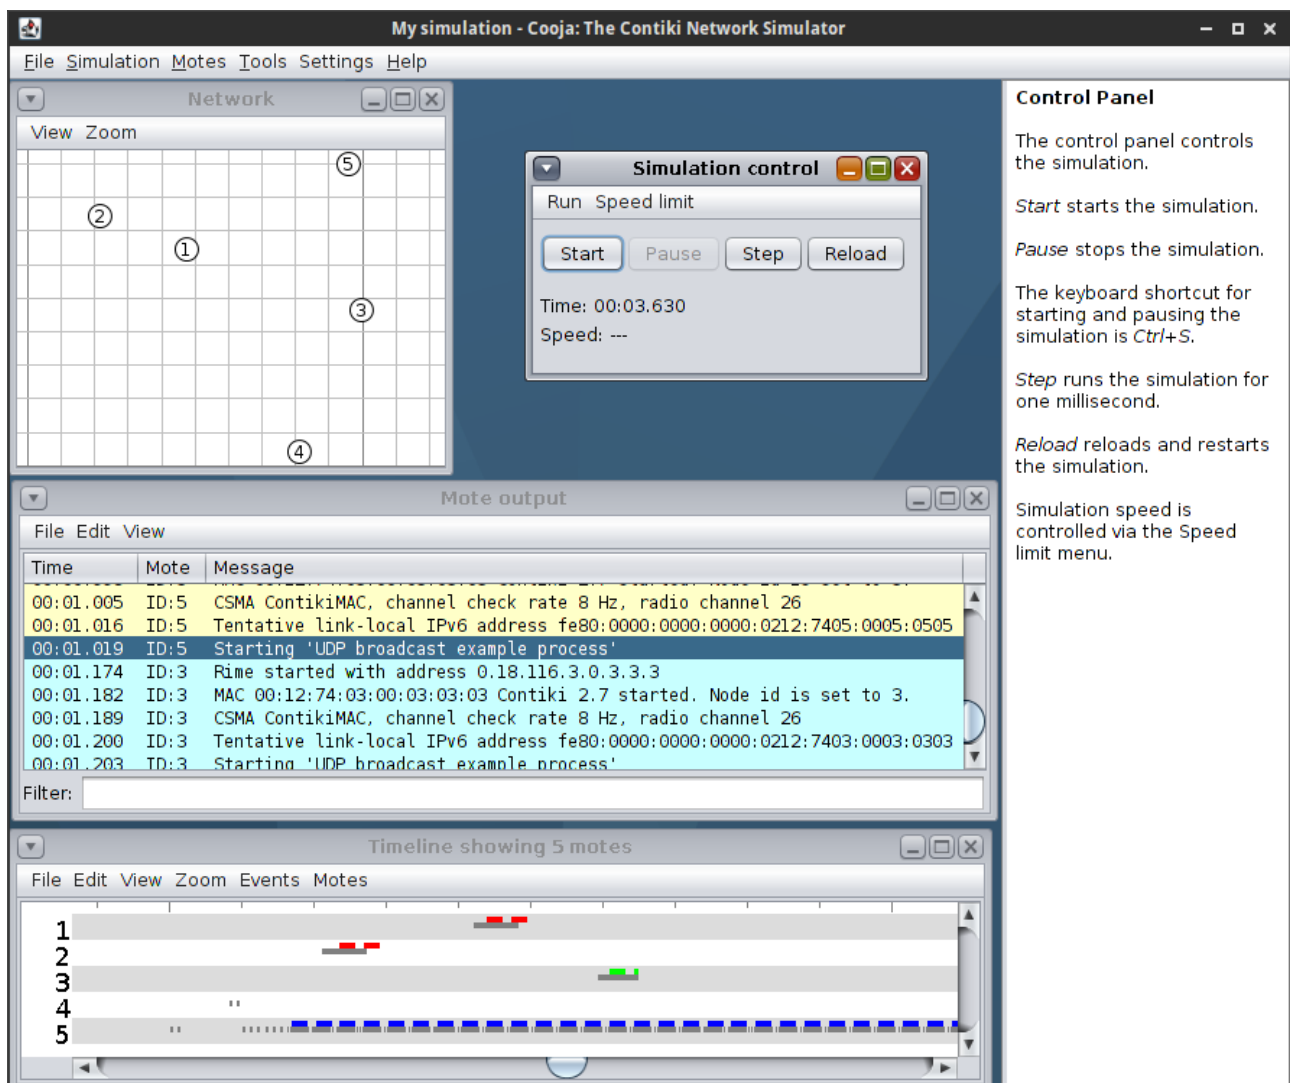 My simulation - Cooja: The Contiki Network Simulator
File Simulation Motes Tools Settings Help
Network
View Zoom
5
2
1
3
4
Simulation control
Run Speed limit
Start Pause Step Reload
Time: 00:03.630
Speed: ---
Control Panel
The control panel controls
the simulation.
Start starts the simulation.
Pause stops the simulation.
The keyboard shortcut for
starting and pausing the
simulation is Ctrl+S.
Step runs the simulation for
one millisecond.
Reload reloads and restarts
the simulation.
Simulation speed is
controlled via the Speed
limit menu.
Mote output
File Edit View
Time Mote Message
00:01.005 ID:5 CSMA ContikiMAC, channel check rate 8 Hz, radio channel 26
00:01.016 ID:5 Tentative link-local IPv6 address fe80:0000:0000:0000:0212:7405:0005:0505
00:01.019 ID:5 Starting 'UDP broadcast example process'
00:01.174 ID:3 Rime started with address 0.18.116.3.0.3.3.3
00:01.182 ID:3 MAC 00:12:74:03:00:03:03:03 Contiki 2.7 started. Node id is set to 3.
00:01.189 ID:3 CSMA ContikiMAC, channel check rate 8 Hz, radio channel 26
00:01.200 ID:3 Tentative link-local IPv6 address fe80:0000:0000:0000:0212:7403:0003:0303
00:01.203 ID:3 Starting 'UDP broadcast example process'
Filter:
Timeline showing 5 motes
File Edit View Zoom Events Motes
1
2
3
4
5